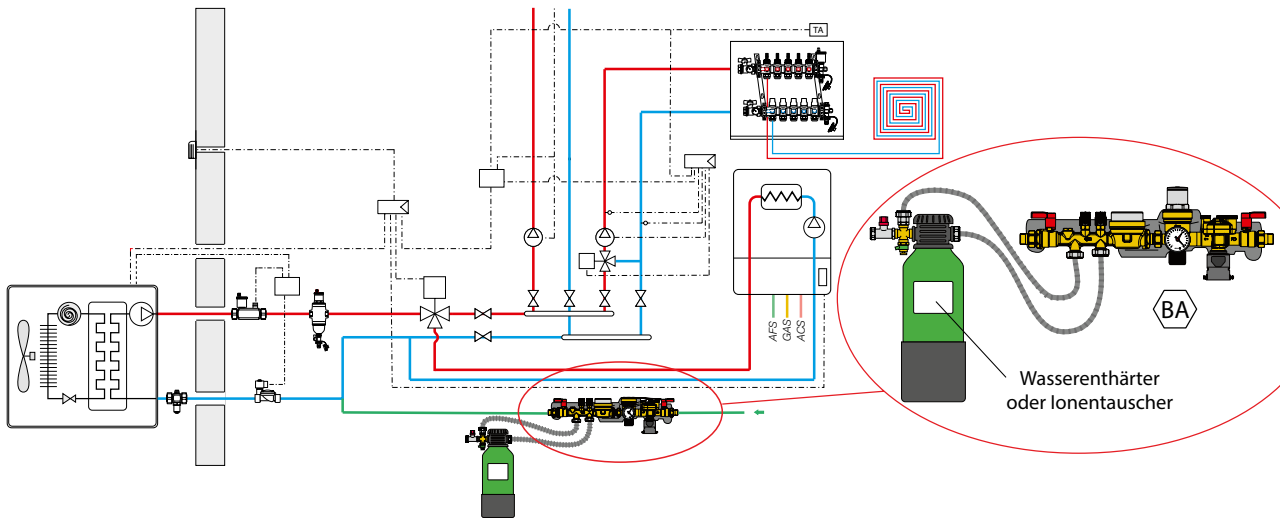 TA
AFS
GAS
ACS
BA
Wasserenthärter
oder Ionentauscher